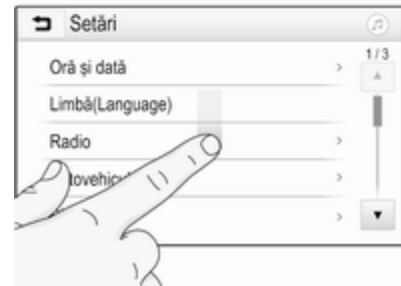 Setări
1/3
Oră și dată
Limbă(Language)
Radio